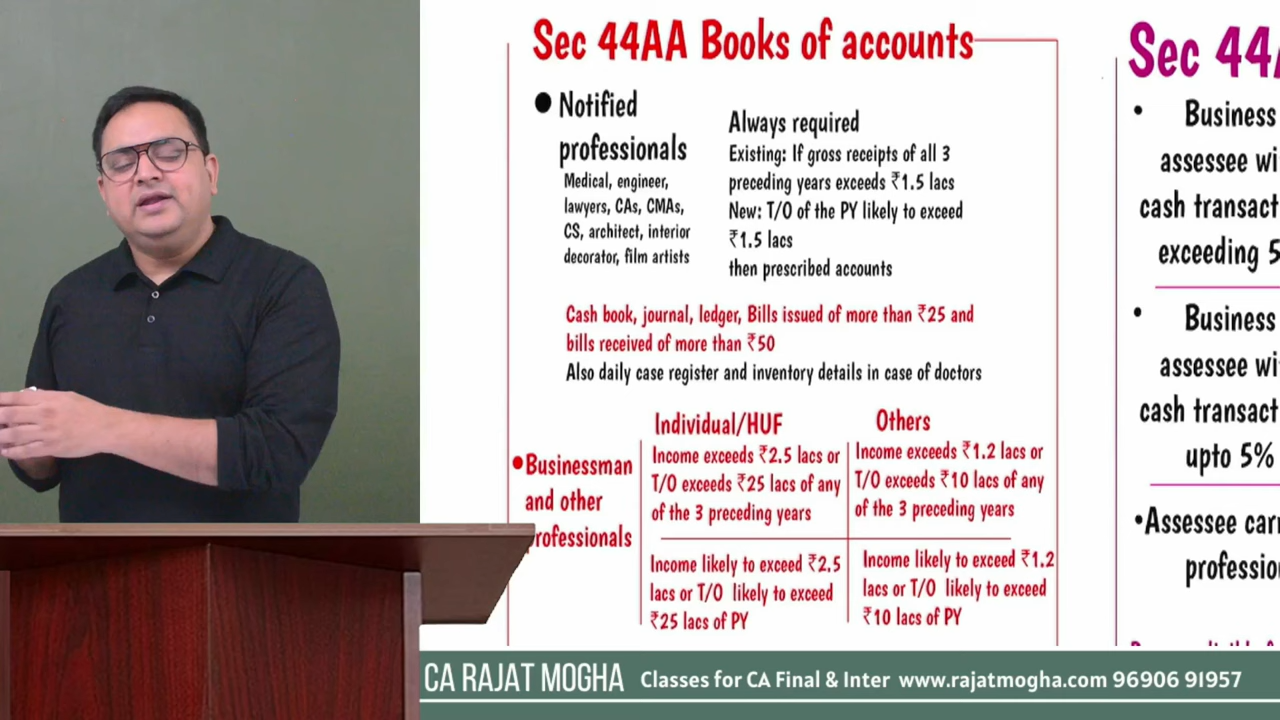 Sec 44AA Books of accounts
● Notified
professionals
Medical, engineer,
lawyers, CAs, CMAs,
CS, architect, interior
decorator, film artists
Always required
Existing: If gross receipts of all 3
preceding years exceeds ₹1.5 lacs
New: T/O of the PY likely to exceed
₹1.5 lacs
then prescribed accounts
Cash book, journal, ledger, Bills issued of more than ₹25 and
bills received of more than ₹50
Also daily case register and inventory details in case of doctors
•Businessman
and other
professionals
Individual/HUF
Income exceeds ₹2.5 lacs or
T/O exceeds ₹25 lacs of any
of the 3 preceding years
Income likely to exceed ₹2.5
lacs or T/O likely to exceed
₹25 lacs of PY
Others
Income exceeds ₹1.2 lacs or
T/O exceeds ₹10 lacs of any
of the 3 preceding years
Income likely to exceed ₹1.2
lacs or T/O likely to exceed
₹10 lacs of PY
Sec 44
• Business
assessee wi
cash transact
exceeding 5
• Business
assessee wi
cash transact
upto 5%
•Assessee carr
professio
CA RAJAT MOGHA Classes for CA Final & Inter www.rajatmogha.com 96906 91957